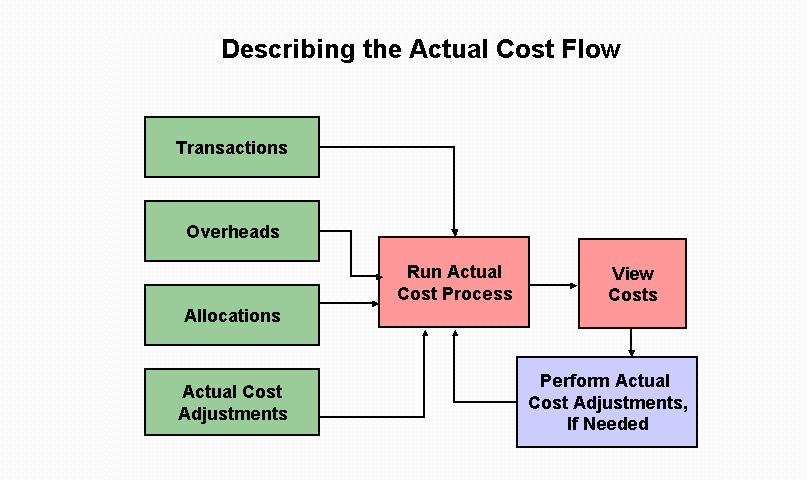 Describing the Actual Cost Flow
Transactions
Overheads
Allocations
Actual Cost
Adjustments
Run Actual
Cost Process
View
Costs
Perform Actual
Cost Adjustments,
If Needed